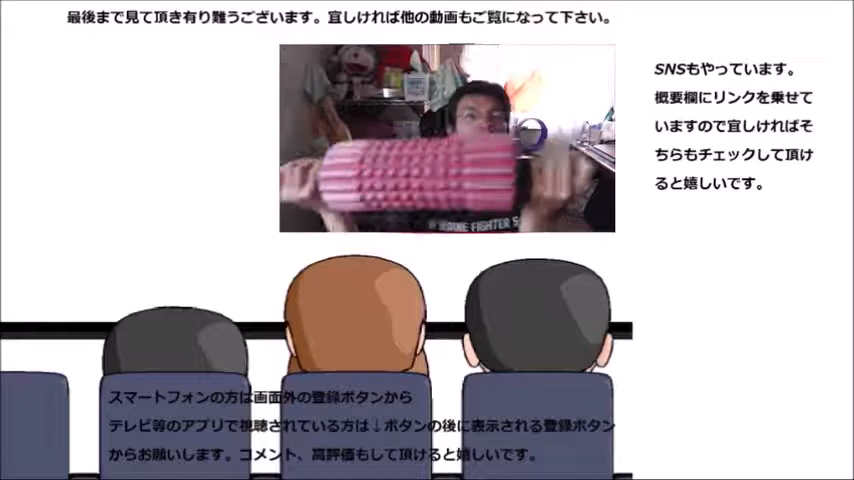 最後まで見て頂き有り難うございます。宜しければ他の動画もご覧になって下さい。
SNSもやっています。
概要欄にリンクを乗せて
いますので宜しければそ
ちらもチェックして頂け
ると嬉しいです。
FIGHTER S
スマートフォンの方は画面外の登録ボタンから
テレビ等のアプリで視聴されている方は↓ボタンの後に表示される登録ボタン
からお願いします。コメント、高評価もして頂けると嬉しいです。